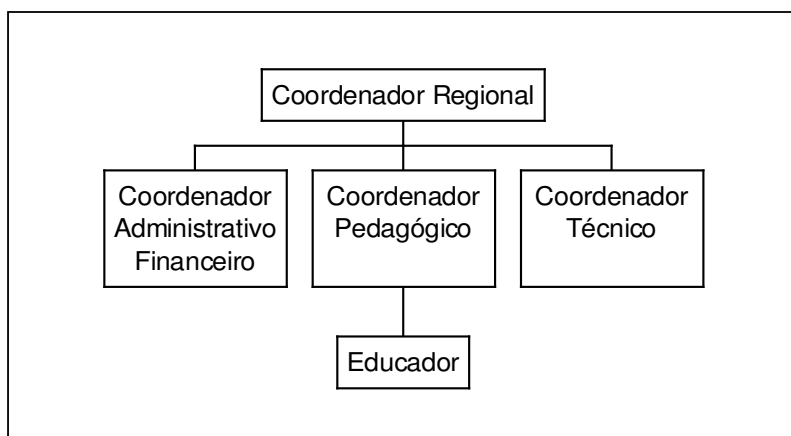 Coordenador Regional
Coordenador
Administrativo
Financeiro
Coordenador
Pedagógico
Coordenador
Técnico
Educador